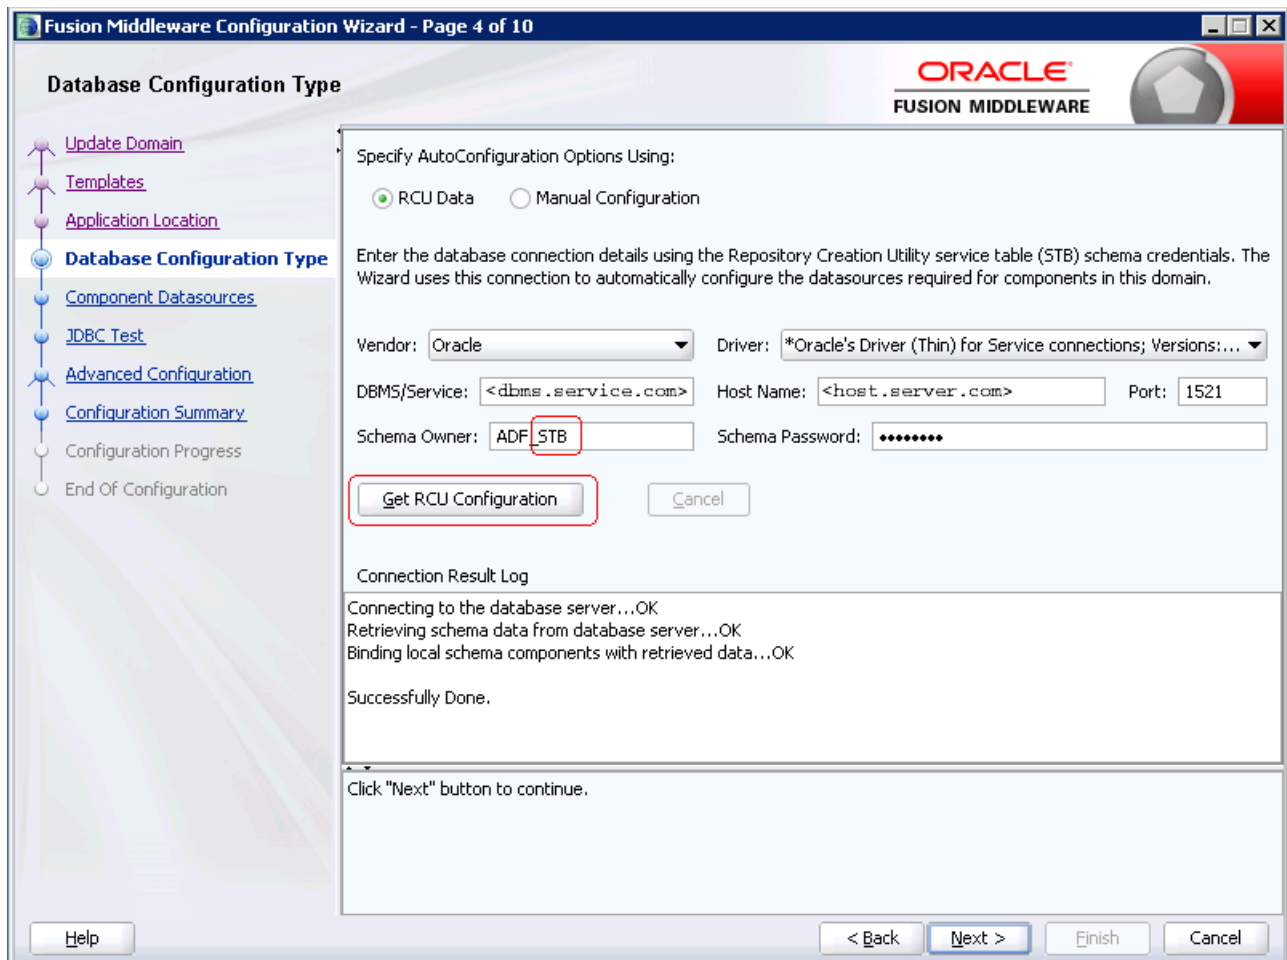 Fusion Middleware Configuration Wizard - Page 4 of 10
Database Configuration Type
ORACLE
FUSION MIDDLEWARE
Update Domain
Templates
Application Location
Database Configuration Type
Component Datasources
JDBC Test
Advanced Configuration
Configuration Summary
Configuration Progress
End Of Configuration
Specify AutoConfiguration Options Using:
RCU Data Manual Configuration
Enter the database connection details using the Repository Creation Utility service table (STB) schema credentials. The
Wizard uses this connection to automatically configure the datasources required for components in this domain.
Vendor: Oracle Driver: *Oracle's Driver (Thin) for Service connections; Versions:...
DBMS/Service: <dbms.service.com> Host Name: <host.server.com> Port: 1521
Schema Owner: ADF_STB Schema Password: ••••••••
Get RCU Configuration Cancel
Connection Result Log
Connecting to the database server...OK
Retrieving schema data from database server...OK
Binding local schema components with retrieved data...OK
Successfully Done.
Click "Next" button to continue.
Help < Back Next > Finish Cancel